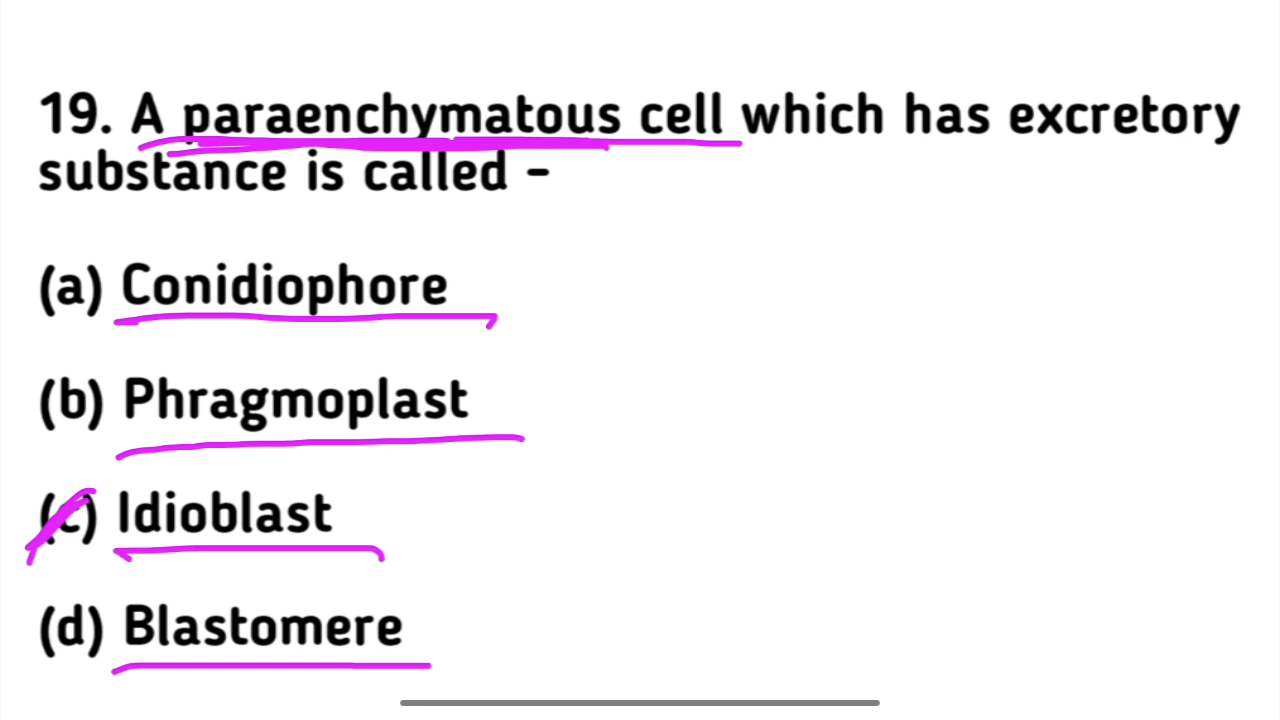 19. A paraenchymatous cell which has excretory
substance is called -
(a) Conidiophore
(b) Phragmoplast
(c) Idioblast
(d) Blastomere